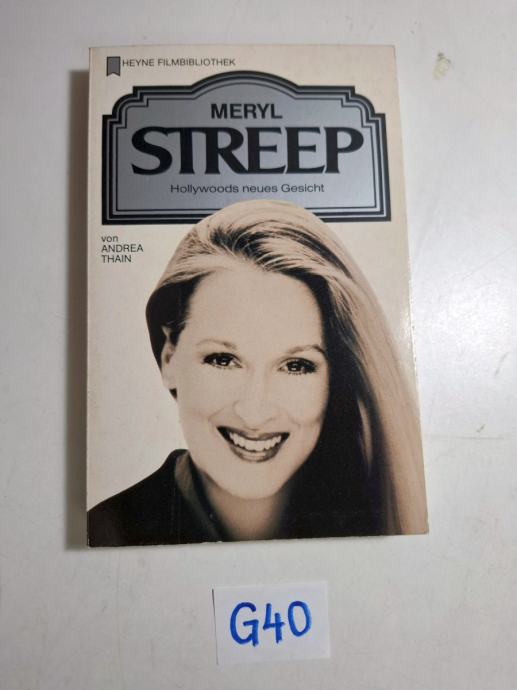 HEYNE FILMBIBLIOTHEK
MERYL
STREEP
Hollywoods neues Gesicht
von
ANDREA
THAIN
G40